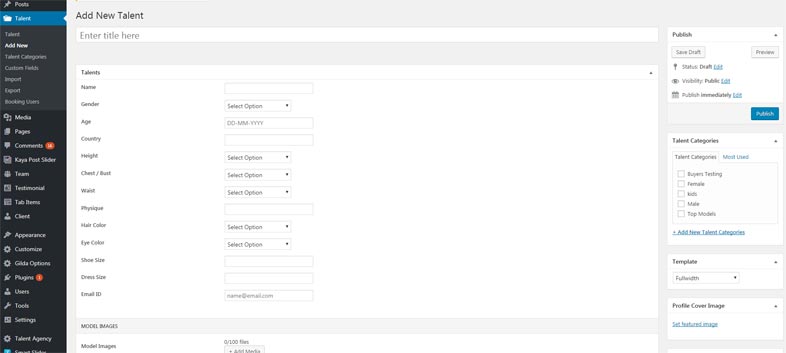 Posts
Talent
Talent
Add New
Talent Categories
Custom Fields
Import
Export
Booking Users
Media
Pages
Comments 16
Kaya Post Slider
Team
Testimonial
Tab Items
Client
Appearance
Customize
Gilda Options
Plugins 1
Users
Tools
Settings
Talent Agency
Smart Slider
Add New Talent
Enter title here
Talents
Name
Gender Select Option
Age DD-MM-YYYY
Country
Height Select Option
Chest / Bust Select Option
Waist Select Option
Physique
Hair Color Select Option
Eye Color Select Option
Shoe Size
Dress Size
Email ID name@email.com
MODEL IMAGES
Model Images 0/100 files
+ Add Media
Publish
Save Draft Preview
Status: Draft Edit
Visibility: Public Edit
Publish immediately Edit
Publish
Talent Categories
Talent Categories Most Used
Buyers Testing
Female
kids
Male
Top Models
+ Add New Talent Categories
Template
Fullwidth
Profile Cover Image
Set featured image